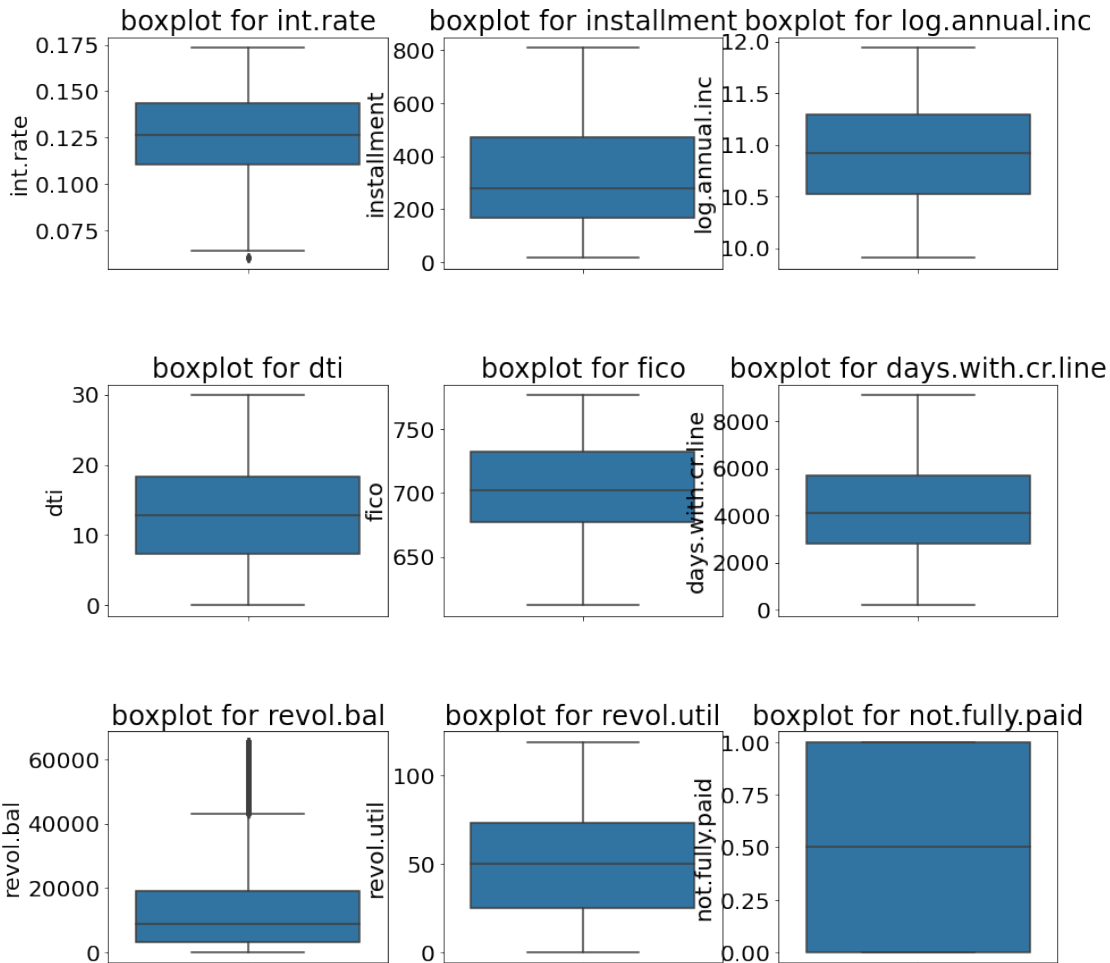 boxplot for int.rate
0.175
0.150
0.125
0.100
0.075
int.rate
boxplot for installment
800
600
400
200
0
installment
boxplot for log.annual.inc
12.0
11.5
11.0
10.5
10.0
log.annual.inc
boxplot for dti
30
20
10
0
dti
boxplot for fico
750
700
650
fico
boxplot for days.with.cr.line
8000
6000
4000
2000
0
days.with.cr.line
boxplot for revol.bal
60000
40000
20000
0
revol.bal
boxplot for revol.util
100
50
0
revol.util
boxplot for not.fully.paid
1.00
0.75
0.50
0.25
0.00
not.fully.paid